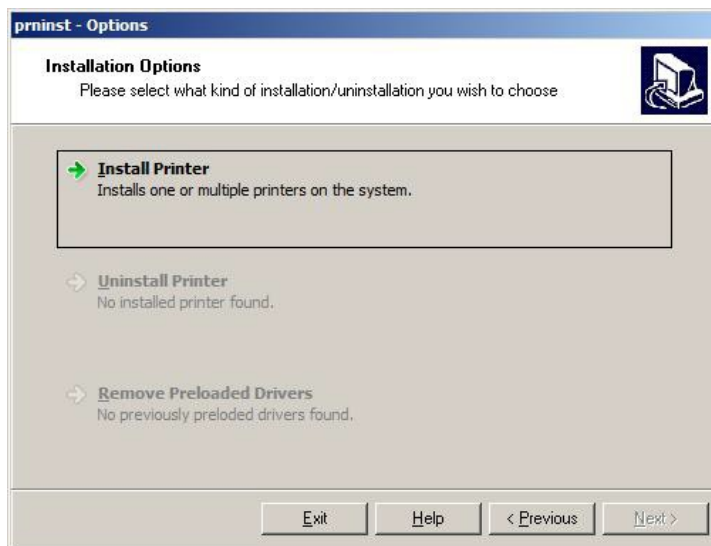 prninst - Options
Installation Options
Please select what kind of installation/uninstallation you wish to choose
Install Printer
Installs one or multiple printers on the system.
Uninstall Printer
No installed printer found.
Remove Preloaded Drivers
No previously preloded drivers found.
Exit
Help
< Previous
Next >